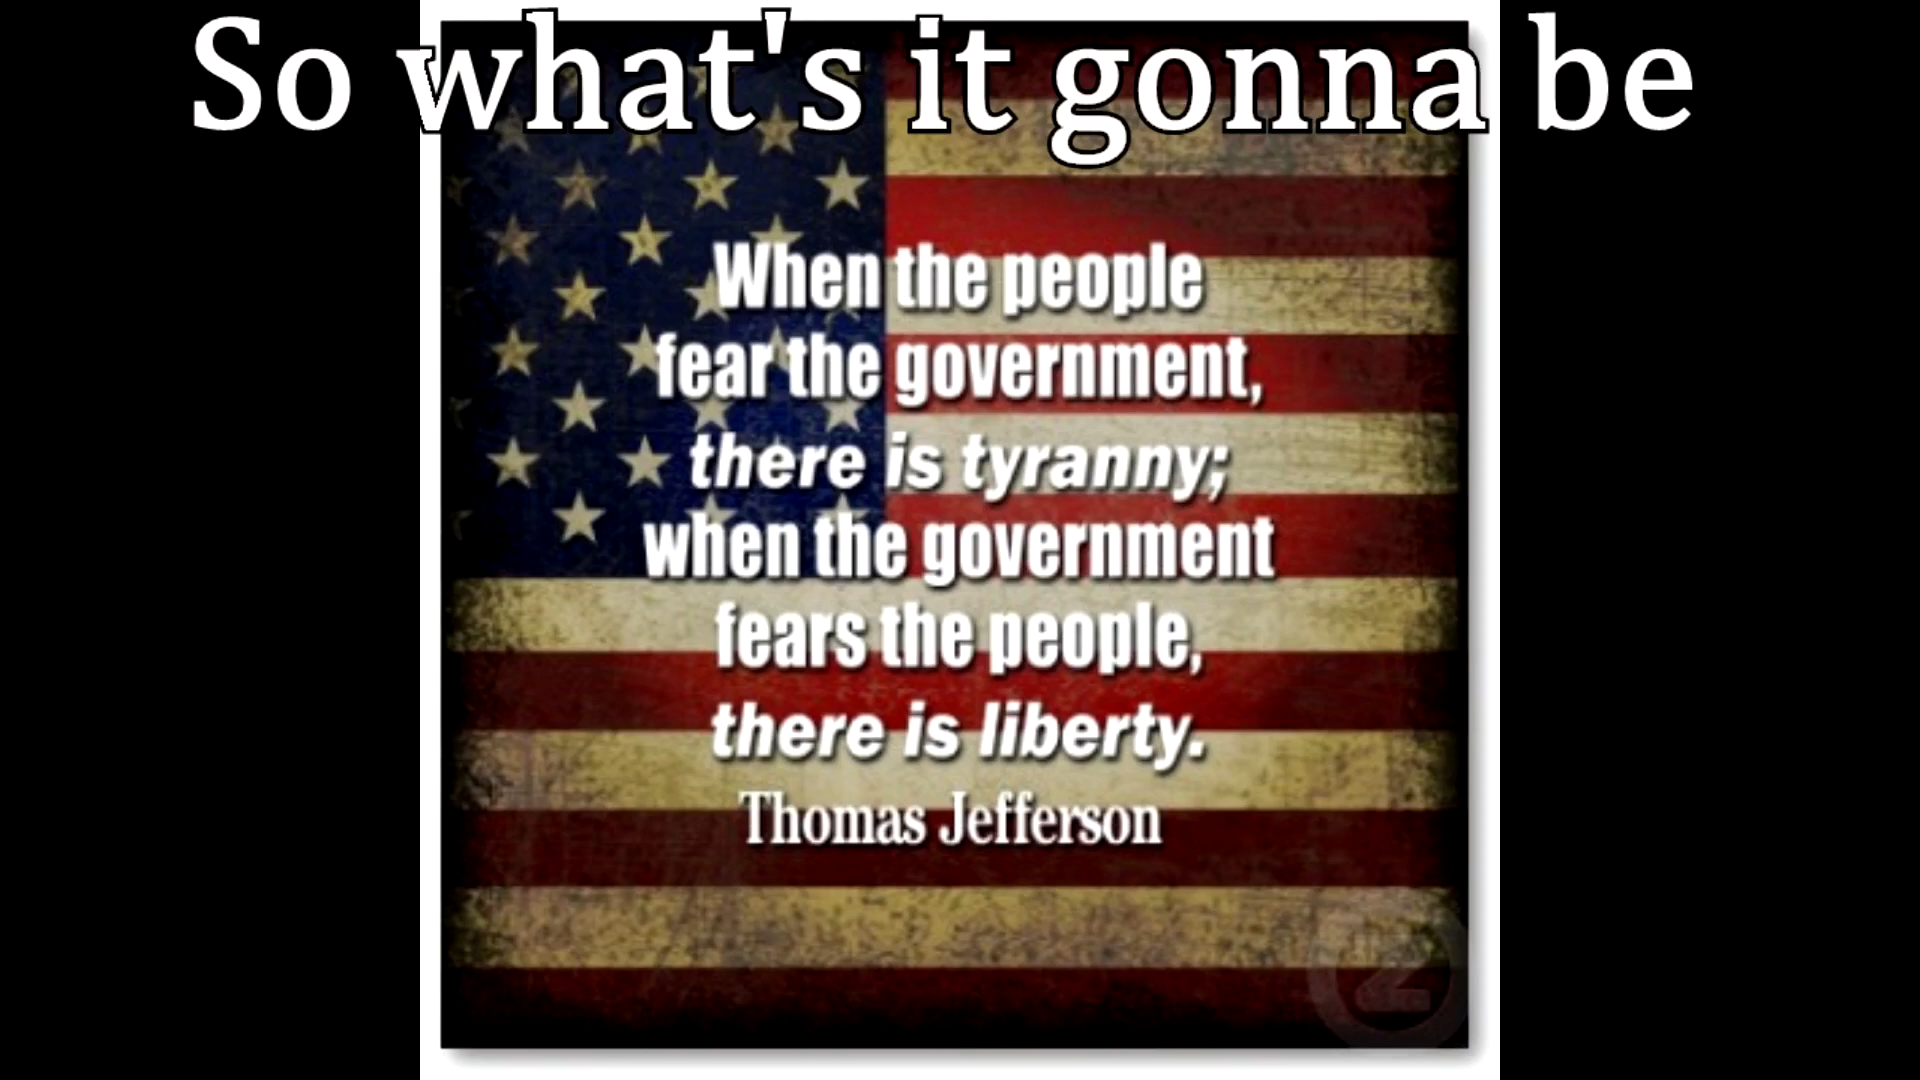 So what's it gonna be
When the people
fear the government,
there is tyranny;
when the government
fears the people,
there is liberty.
Thomas Jefferson
2